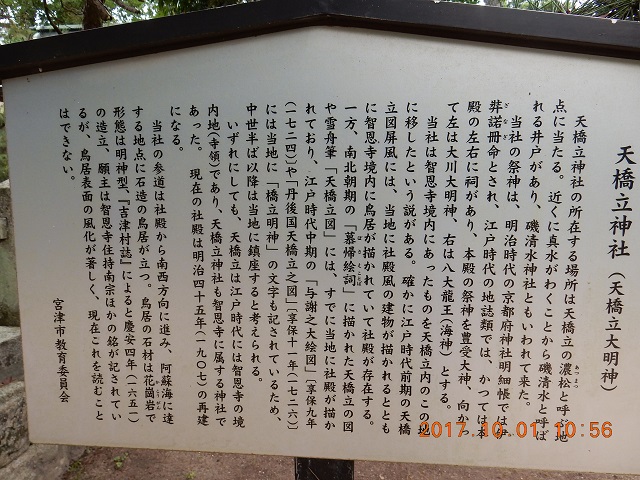 天橋立神社(天橋立大明神)
天橋立神社の所在する場所は天橋立の濃松と呼ぶ地
あつまつ
点に当たる。近くに真水がわくことから磯清水と呼ば
れる井戸があり、磯清水神社ともいわれて来た。
当社の祭神は、明治時代の京都府神社明細帳では伊
弉諾冊命とされ、江戸時代の地誌類では、かつては本
殿の左右に祠があり、本殿の祭神を豊受大神、向かっ
て左は大川大明神、右は八大龍王(海神)とする。
当社は智恩寺境内にあったものを天橋立内のこの地
に移したという説がある。確かに江戸時代前期の天橋
立図屏風には、当地に社殿風の建物が描かれるととも
に智恩寺境内に鳥居が描かれていて社殿が存在する。
一方、南北朝期の「慕帰絵詞」に描かれた天橋立の図
や雪舟筆「天橋立図」には、すでに当地に社殿が描か
れており、江戸時代中期の「与謝之大絵図」(享保九年
(一七二四)や「丹後国天橋立之図」(享保十一年(一七二六)
には当地に「橋立明神」の文字も記されているため、
中世半ば以降は当地に鎮座すると考えられる。
いずれにしても、天橋立は江戸時代には智恩寺の境
内地(寺領)であり、天橋立神社も智恩寺に属する神社で
あった。現在の社殿は明治四十五年(一九〇七)の再建
になる。
当社の参道は社殿から南西方向に進み、阿蘇海に達
する地点に石造の鳥居が立つ。鳥居の石材は花崗岩で
形態は明神型、『吉津村誌』によると慶安四年(一六五一)
の造立、願主は智恩寺住持南宗ほかの銘が記されてい
るが、鳥居表面の風化が著しく、現在これを読むこと
はできない。
宮津市教育委員会
2017.10.01 10:56